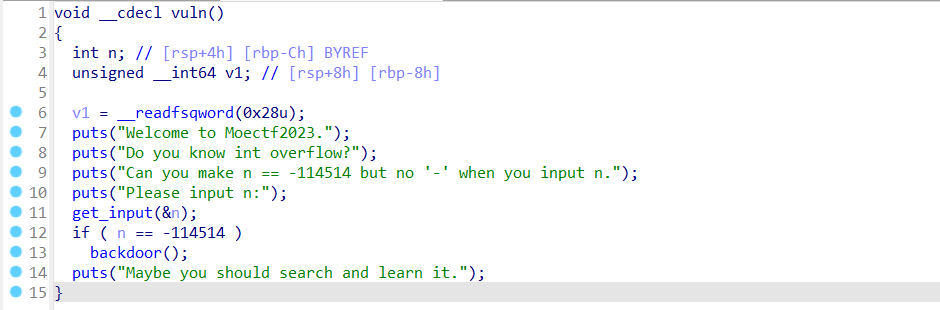 1 void __cdecl vuln()
2 {
3   int n; // [rsp+4h] [rbp-Ch] BYREF
4   unsigned __int64 v1; // [rsp+8h] [rbp-8h]
5
6   v1 = __readfsqword(0x28u);
7   puts("Welcome to Moectf2023.");
8   puts("Do you know int overflow?");
9   puts("Can you make n == -114514 but no '-' when you input n.");
10   puts("Please input n:");
11   get_input(&n);
12   if ( n == -114514 )
13     backdoor();
14   puts("Maybe you should search and learn it.");
15 }